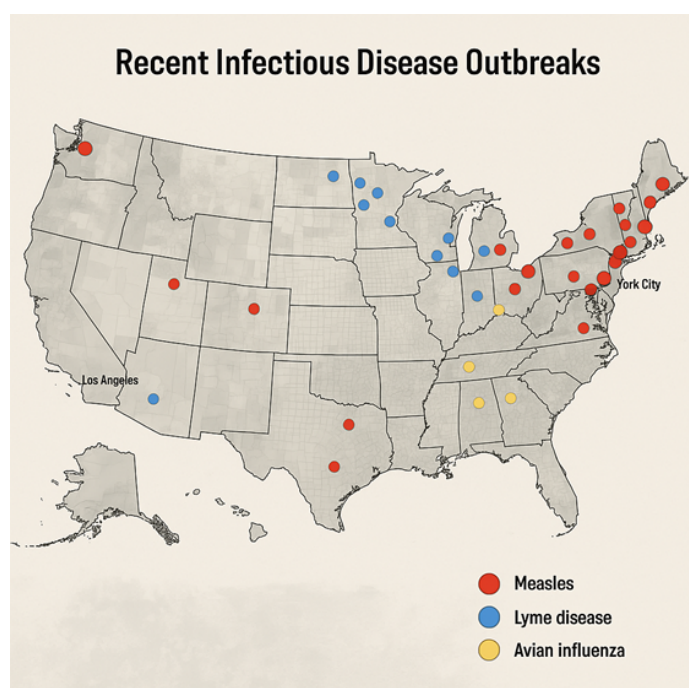 Recent Infectious Disease Outbreaks
York City
Los Angeles
Measles
Lyme disease
Avian influenza